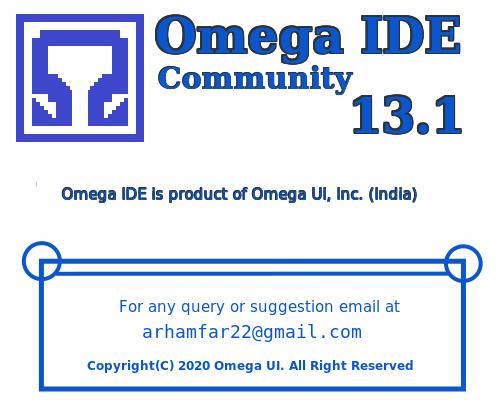 Omega IDE
Community
13.1
Omega IDE is product of Omega UI, Inc. (India)
For any query or suggestion email at
arhamfar22@gmail.com
Copyright(C) 2020 Omega UI. All Right Reserved